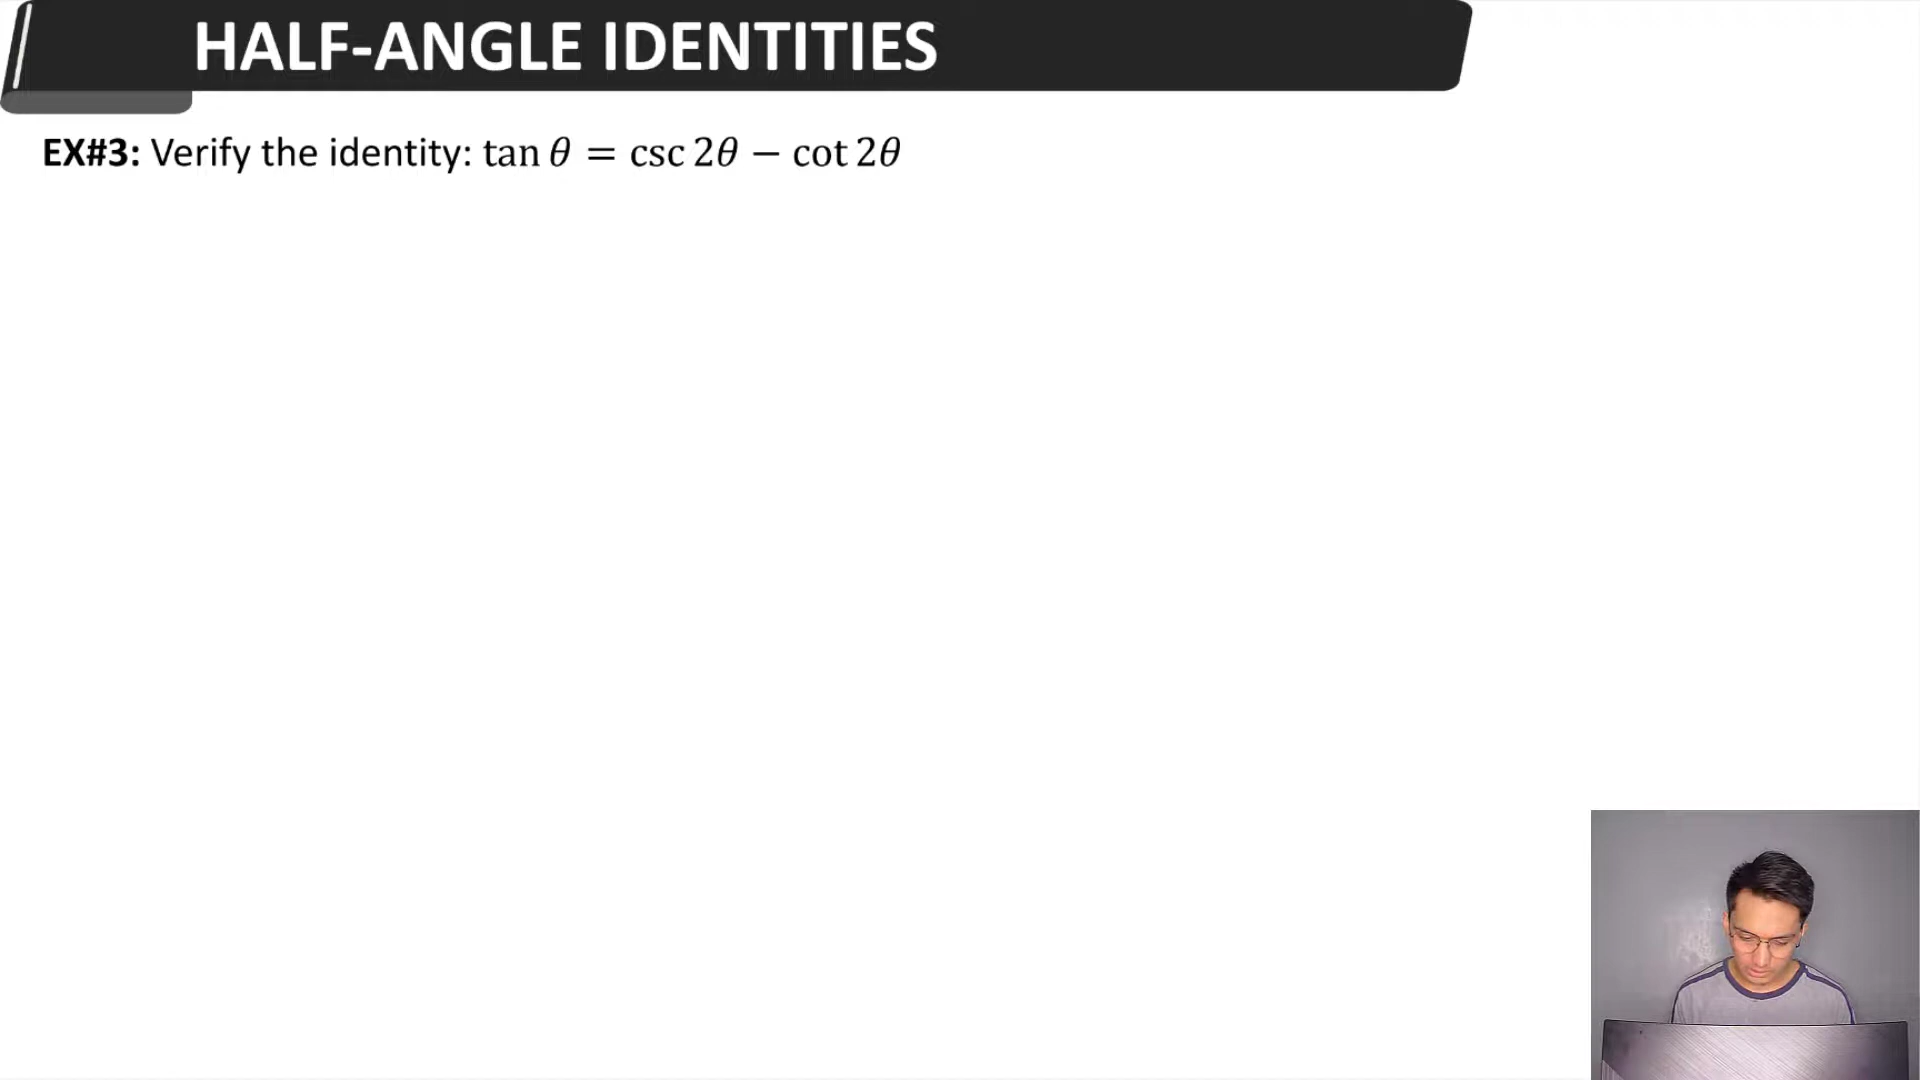 HALF-ANGLE IDENTITIES
EX#3: Verify the identity: tan θ = csc 2θ − cot 2θ